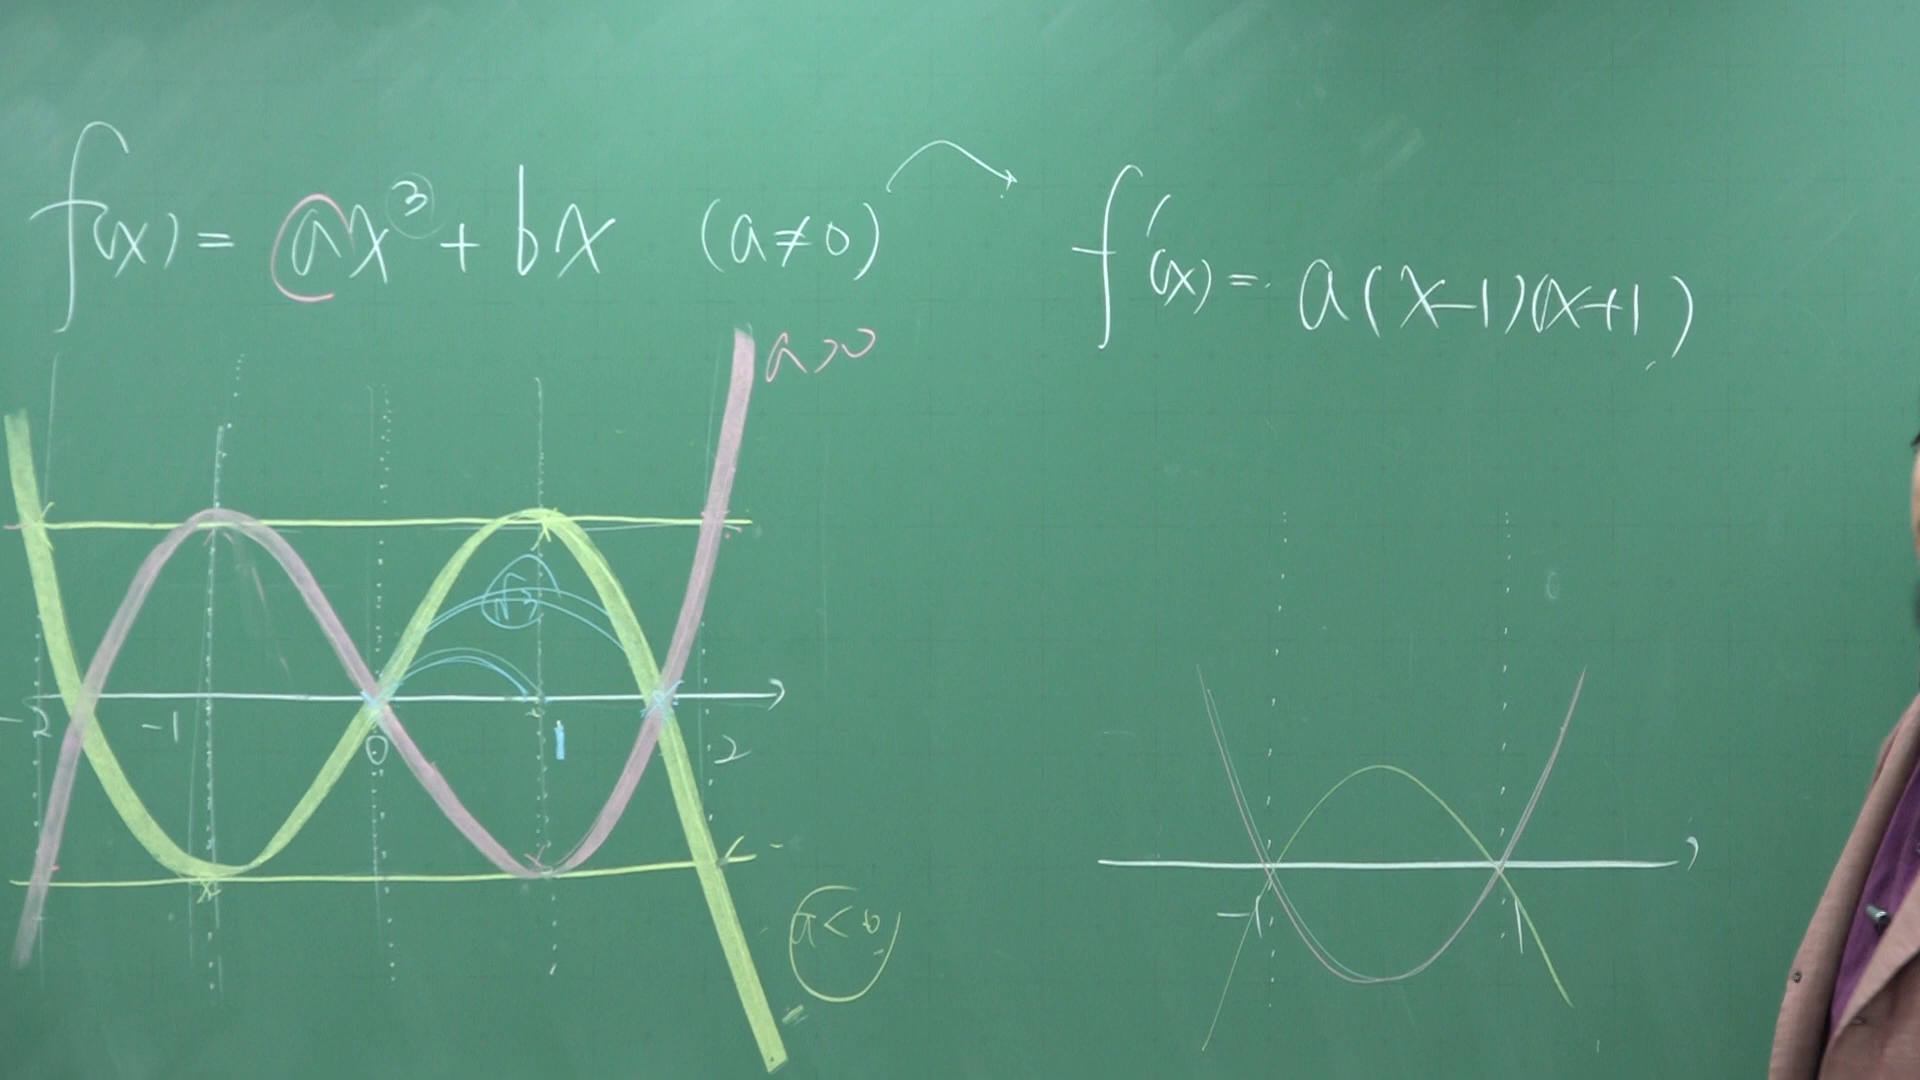 f(x) = ax³ + bx (a≠0)
f'(x) = a(x-1)(x+1)
a>0
√3
-2 -1 0 1 2
a<0
-1 1